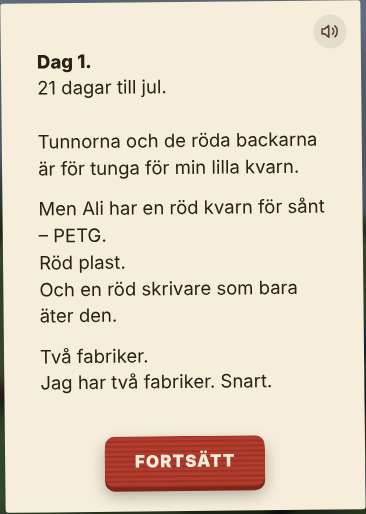 Dag 1.
21 dagar till jul.
Tunnorna och de röda backarna
är för tunga för min lilla kvarn.
Men Ali har en röd kvarn för sånt
– PETG.
Röd plast.
Och en röd skrivare som bara
äter den.
Två fabriker.
Jag har två fabriker. Snart.
FORTSÄTT